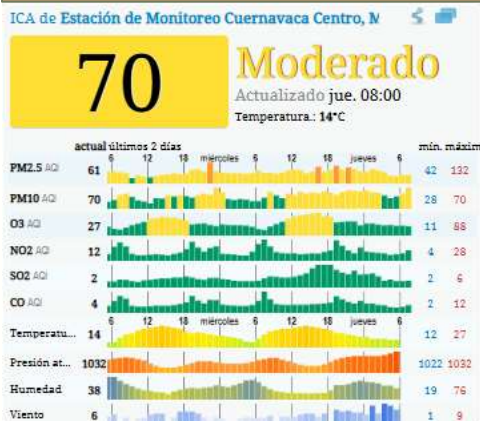 ICA de Estación de Monitoreo Cuernavaca Centro, M
70
Moderado
Actualizado jue. 08:00
Temperatura.: 14°C
actual últimos 2 días mín. máxim
6 12 18 miércoles 6 12 18 jueves 6
PM2.5 AQI 61 42 132
PM10 AQI 70 28 70
O3 AQI 27 11 88
NO2 AQI 12 4 28
SO2 AQI 2 2 6
CO AQI 4 2 12
6 12 18 miércoles 6 12 18 jueves 6
Temperatu... 14 12 27
Presión at... 1032 1022 1032
Humedad 38 19 76
Viento 6 1 9